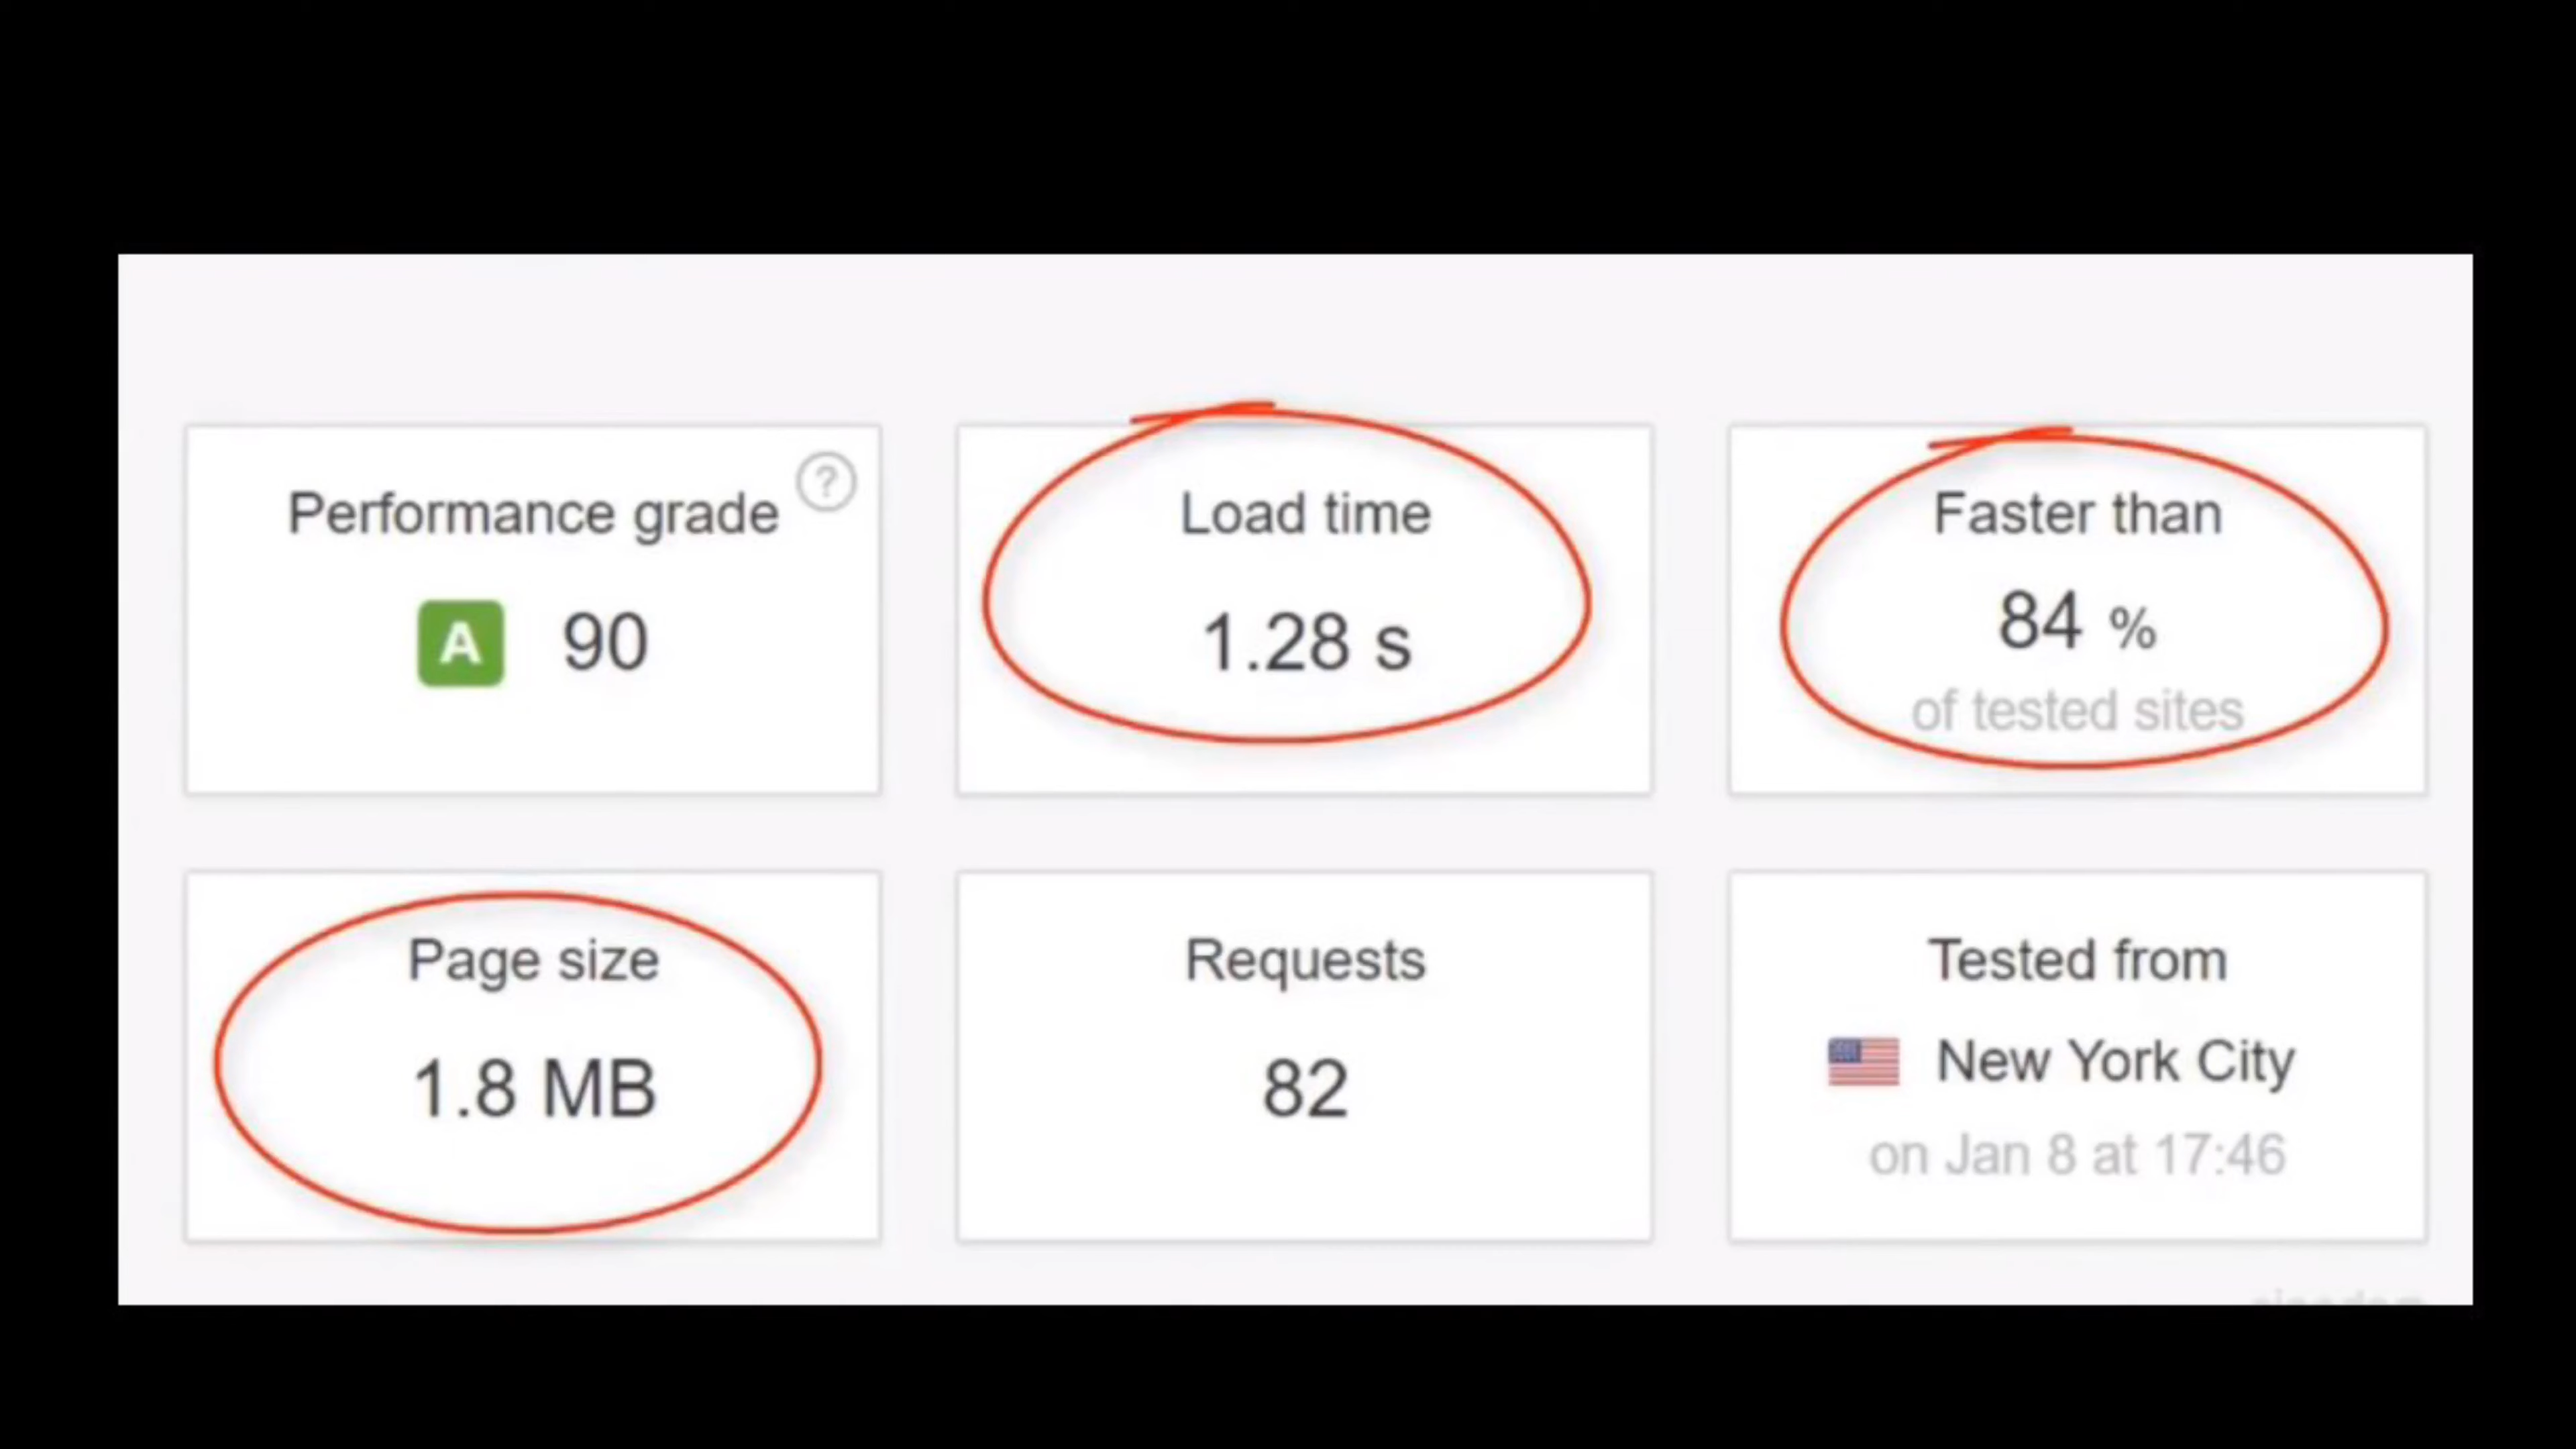 Performance grade
?
A 90
Load time
1.28 s
Faster than
84 %
of tested sites
Page size
1.8 MB
Requests
82
Tested from
New York City
on Jan 8 at 17:46